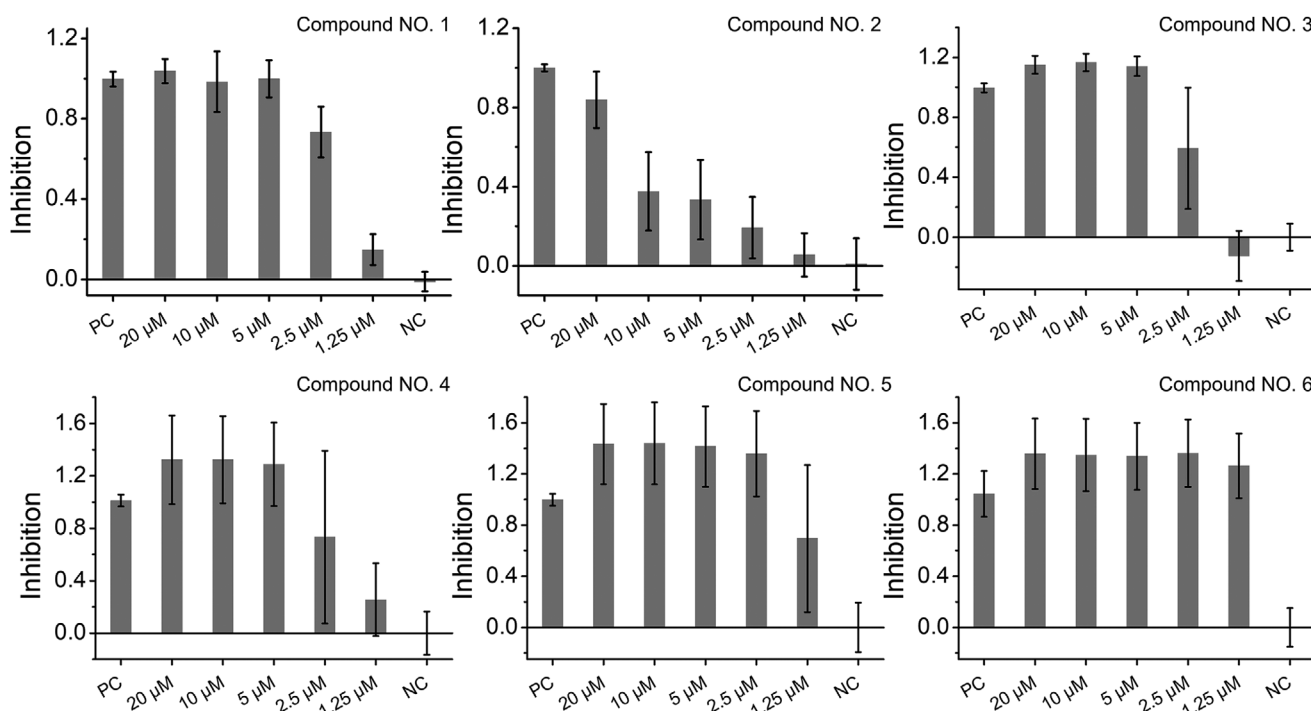 Compound NO. 1
Inhibition
1.2
0.8
0.4
0.0
PC
20 µM
10 µM
5 µM
2.5 µM
1.25 µM
NC
Compound NO. 2
Inhibition
1.2
0.8
0.4
0.0
PC
20 µM
10 µM
5 µM
2.5 µM
1.25 µM
NC
Compound NO. 3
Inhibition
1.2
0.8
0.4
0.0
PC
20 µM
10 µM
5 µM
2.5 µM
1.25 µM
NC
Compound NO. 4
Inhibition
1.6
1.2
0.8
0.4
0.0
PC
20 µM
10 µM
5 µM
2.5 µM
1.25 µM
NC
Compound NO. 5
Inhibition
1.6
1.2
0.8
0.4
0.0
PC
20 µM
10 µM
5 µM
2.5 µM
1.25 µM
NC
Compound NO. 6
Inhibition
1.6
1.2
0.8
0.4
0.0
PC
20 µM
10 µM
5 µM
2.5 µM
1.25 µM
NC